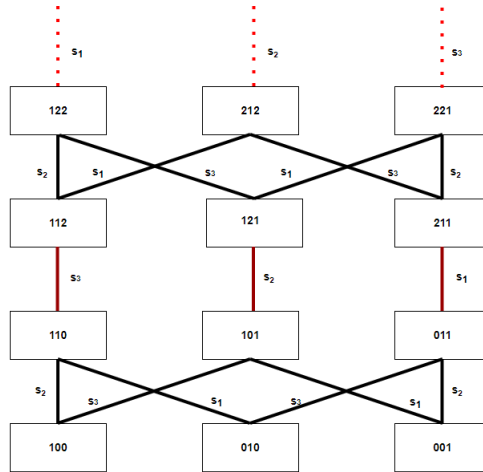 s1 s2 s3
122 212 221
s2 s1 s3 s1 s3 s2
112 121 211
s3 s2 s1
110 101 011
s2 s3 s1 s3 s1 s2
100 010 001